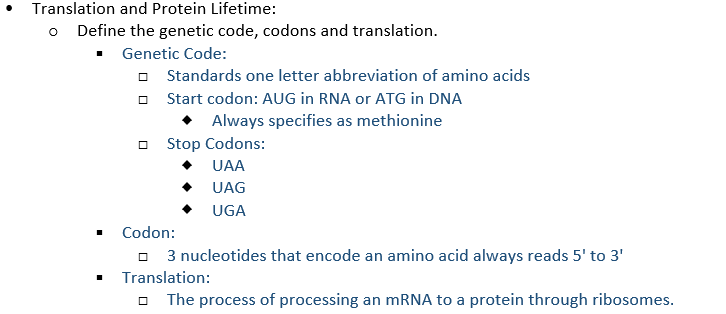 • Translation and Protein Lifetime:
o Define the genetic code, codons and translation.
▪ Genetic Code:
□ Standards one letter abbreviation of amino acids
□ Start codon: AUG in RNA or ATG in DNA
◆ Always specifies as methionine
□ Stop Codons:
◆ UAA
◆ UAG
◆ UGA
▪ Codon:
□ 3 nucleotides that encode an amino acid always reads 5' to 3'
▪ Translation:
□ The process of processing an mRNA to a protein through ribosomes.